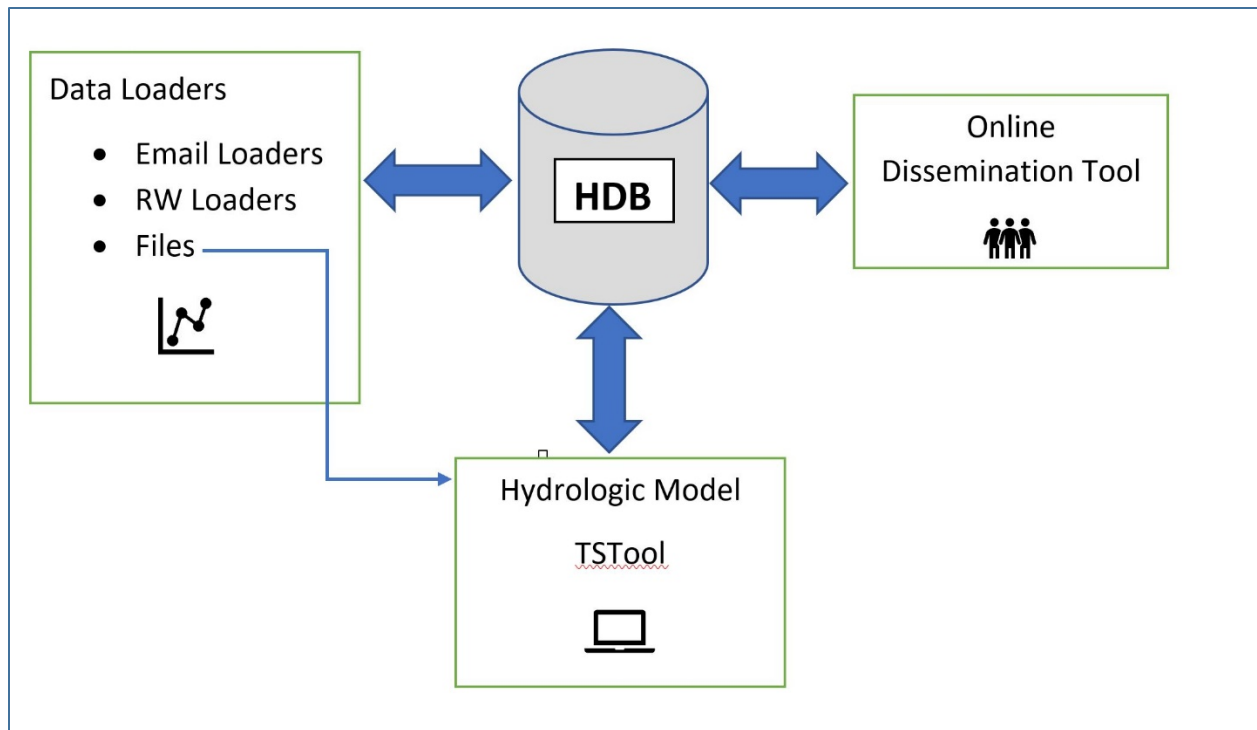 Data Loaders
• Email Loaders
• RW Loaders
• Files
HDB
Online
Dissemination Tool
Hydrologic Model
TSTool